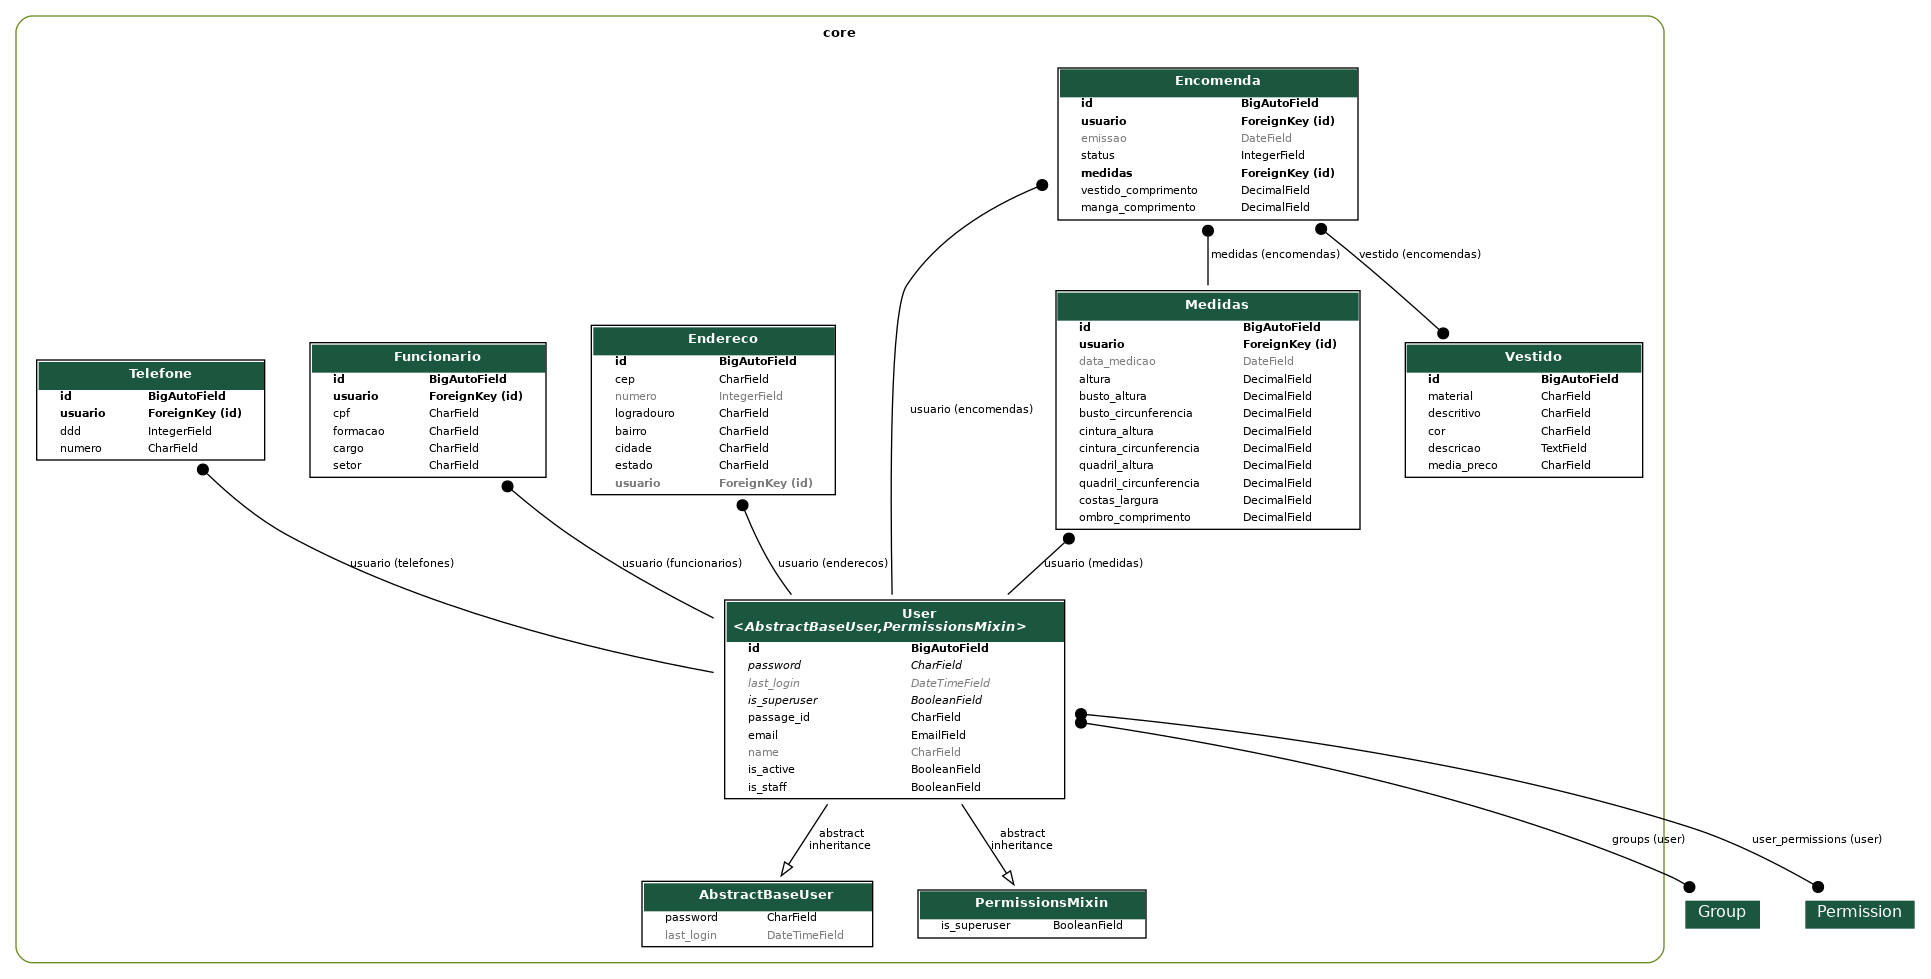 core
Encomenda
id BigAutoField
usuario ForeignKey (id)
emissao DateField
status IntegerField
medidas ForeignKey (id)
vestido_comprimento DecimalField
manga_comprimento DecimalField
medidas (encomendas)
vestido (encomendas)
Telefone
id BigAutoField
usuario ForeignKey (id)
ddd IntegerField
numero CharField
Funcionario
id BigAutoField
usuario ForeignKey (id)
cpf CharField
formacao CharField
cargo CharField
setor CharField
Endereco
id BigAutoField
cep CharField
numero IntegerField
logradouro CharField
bairro CharField
cidade CharField
estado CharField
usuario ForeignKey (id)
usuario (encomendas)
Medidas
id BigAutoField
usuario ForeignKey (id)
data_medicao DateField
altura DecimalField
busto_altura DecimalField
busto_circunferencia DecimalField
cintura_altura DecimalField
cintura_circunferencia DecimalField
quadril_altura DecimalField
quadril_circunferencia DecimalField
costas_largura DecimalField
ombro_comprimento DecimalField
Vestido
id BigAutoField
material CharField
descritivo CharField
cor CharField
descricao TextField
media_preco CharField
usuario (telefones)
usuario (funcionarios)
usuario (enderecos)
usuario (medidas)
User
<AbstractBaseUser,PermissionsMixin>
id BigAutoField
password CharField
last_login DateTimeField
is_superuser BooleanField
passage_id CharField
email EmailField
name CharField
is_active BooleanField
is_staff BooleanField
abstract
inheritance
abstract
inheritance
groups (user)
user_permissions (user)
AbstractBaseUser
password CharField
last_login DateTimeField
PermissionsMixin
is_superuser BooleanField
Group
Permission